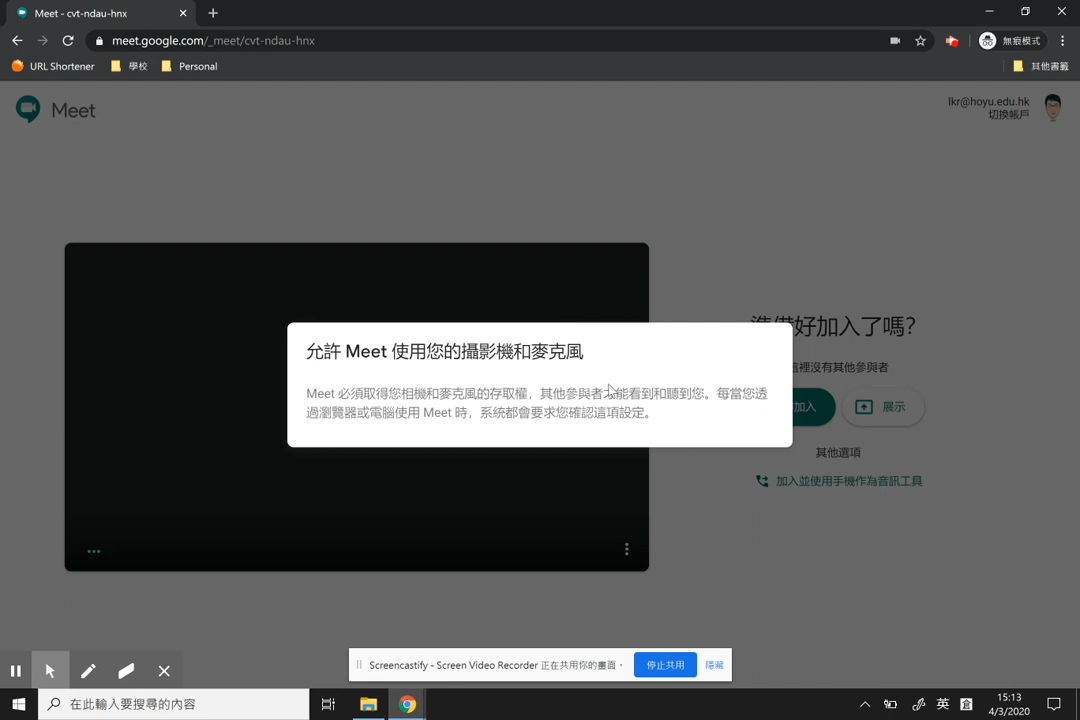 Meet - cvt-ndau-hnx
meet.google.com/_meet/cvt-ndau-hnx
無痕模式
URL Shortener
學校
Personal
其他書籤
Meet
lkr@hoyu.edu.hk
切換帳戶
準備好加入了嗎?
這裡沒有其他參與者
允許 Meet 使用您的攝影機和麥克風
Meet 必須取得您相機和麥克風的存取權，其他參與者才能看到和聽到您。每當您透
過瀏覽器或電腦使用 Meet 時，系統都會要求您確認這項設定。
加入
展示
其他選項
加入並使用手機作為音訊工具
Screencastify - Screen Video Recorder 正在共用你的畫面。
停止共用
隱藏
在此輸入要搜尋的內容
英
倉
15:13
4/3/2020